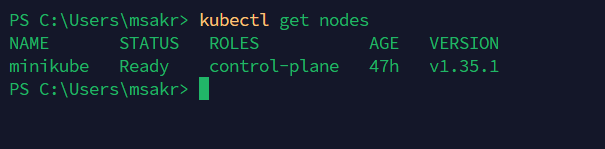 PS C:\Users\msakr> kubectl get nodes
NAME       STATUS   ROLES           AGE   VERSION
minikube   Ready    control-plane   47h   v1.35.1
PS C:\Users\msakr>